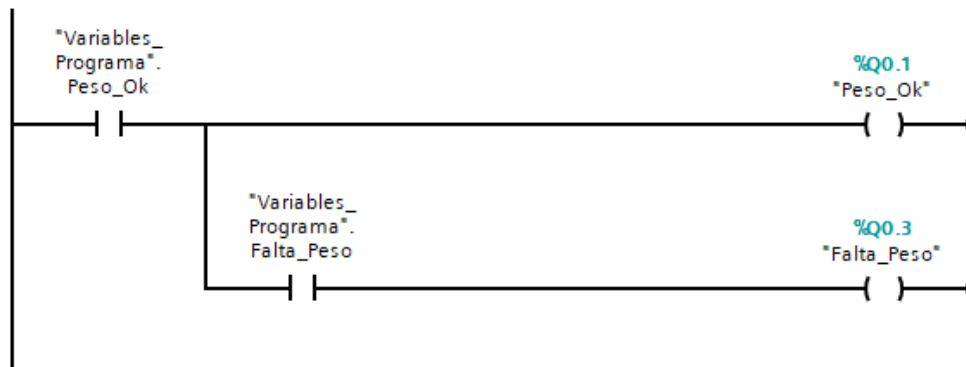 "Variables_
Programa".
Peso_Ok
%Q0.1
"Peso_Ok"
"Variables_
Programa".
Falta_Peso
%Q0.3
"Falta_Peso"